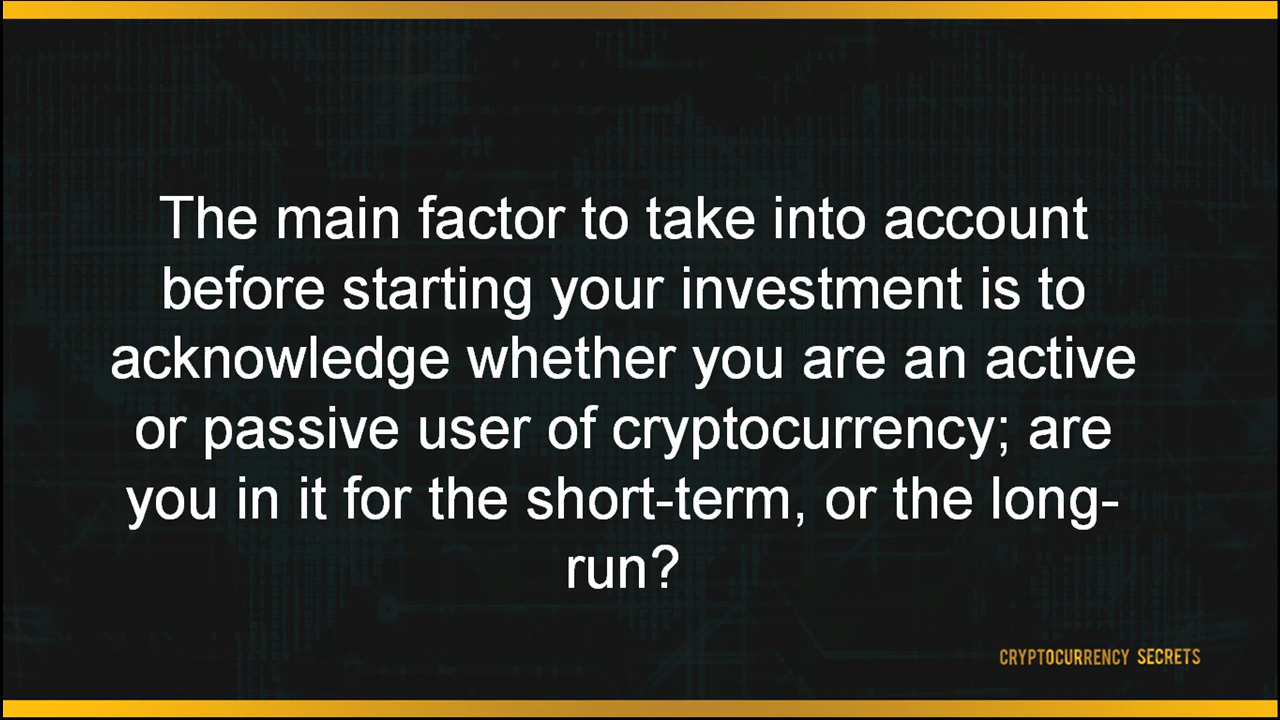 The main factor to take into account
before starting your investment is to
acknowledge whether you are an active
or passive user of cryptocurrency; are
you in it for the short-term, or the long-
run?
CRYPTOCURRENCY SECRETS